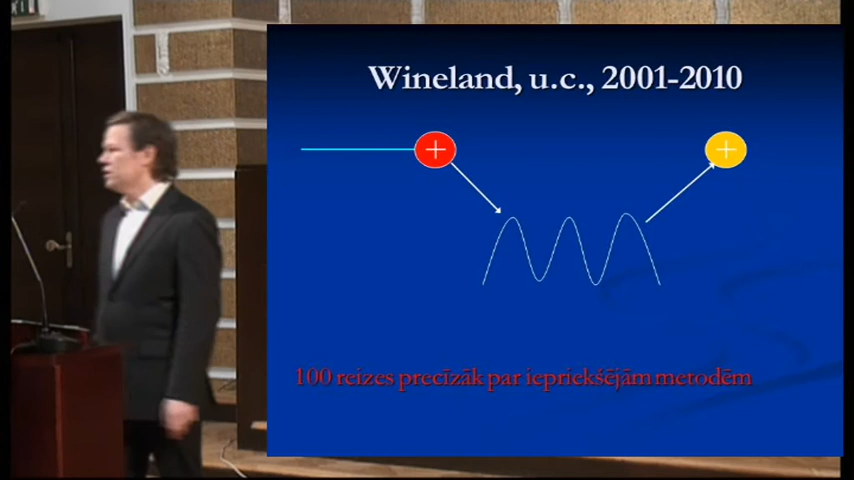 Wineland, u.c., 2001-2010
+
+
100 reizes precīzāk par iepriekšējām metodēm